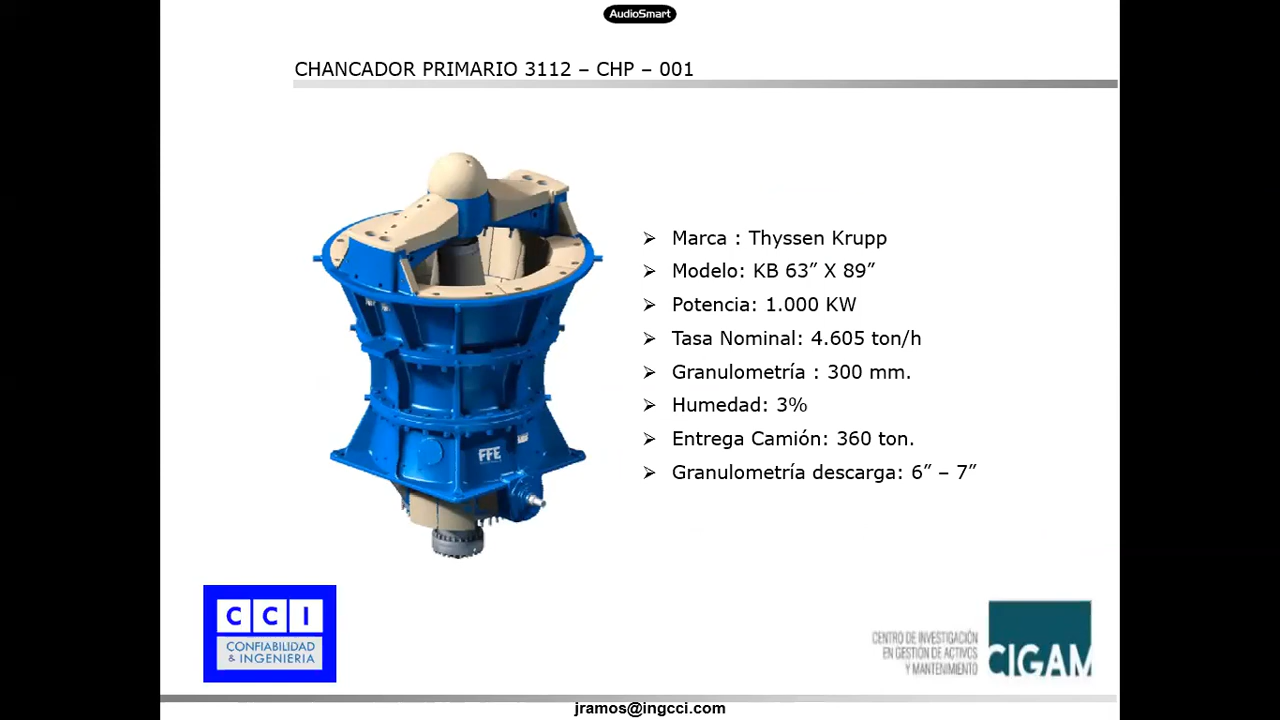 AudioSmart
CHANCADOR PRIMARIO 3112 – CHP – 001
Marca : Thyssen Krupp
Modelo: KB 63” X 89”
Potencia: 1.000 KW
Tasa Nominal: 4.605 ton/h
Granulometría : 300 mm.
Humedad: 3%
Entrega Camión: 360 ton.
Granulometría descarga: 6” – 7”
FFE
CCI
CONFIABILIDAD
& INGENIERIA
CENTRO DE INVESTIGACIÓN
EN GESTIÓN DE ACTIVOS
Y MANTENIMIENTO
CIGAM
jramos@ingcci.com